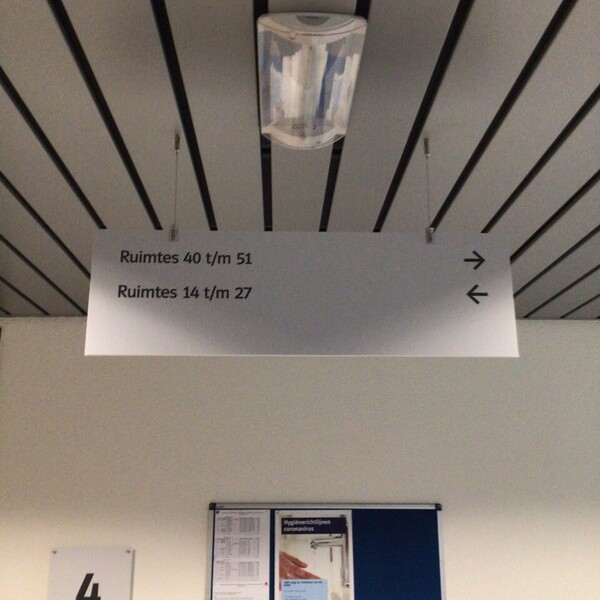 Ruimtes 40 t/m 51 →
Ruimtes 14 t/m 27 ←
Hygiënerichtlijnen
coronavirus
4